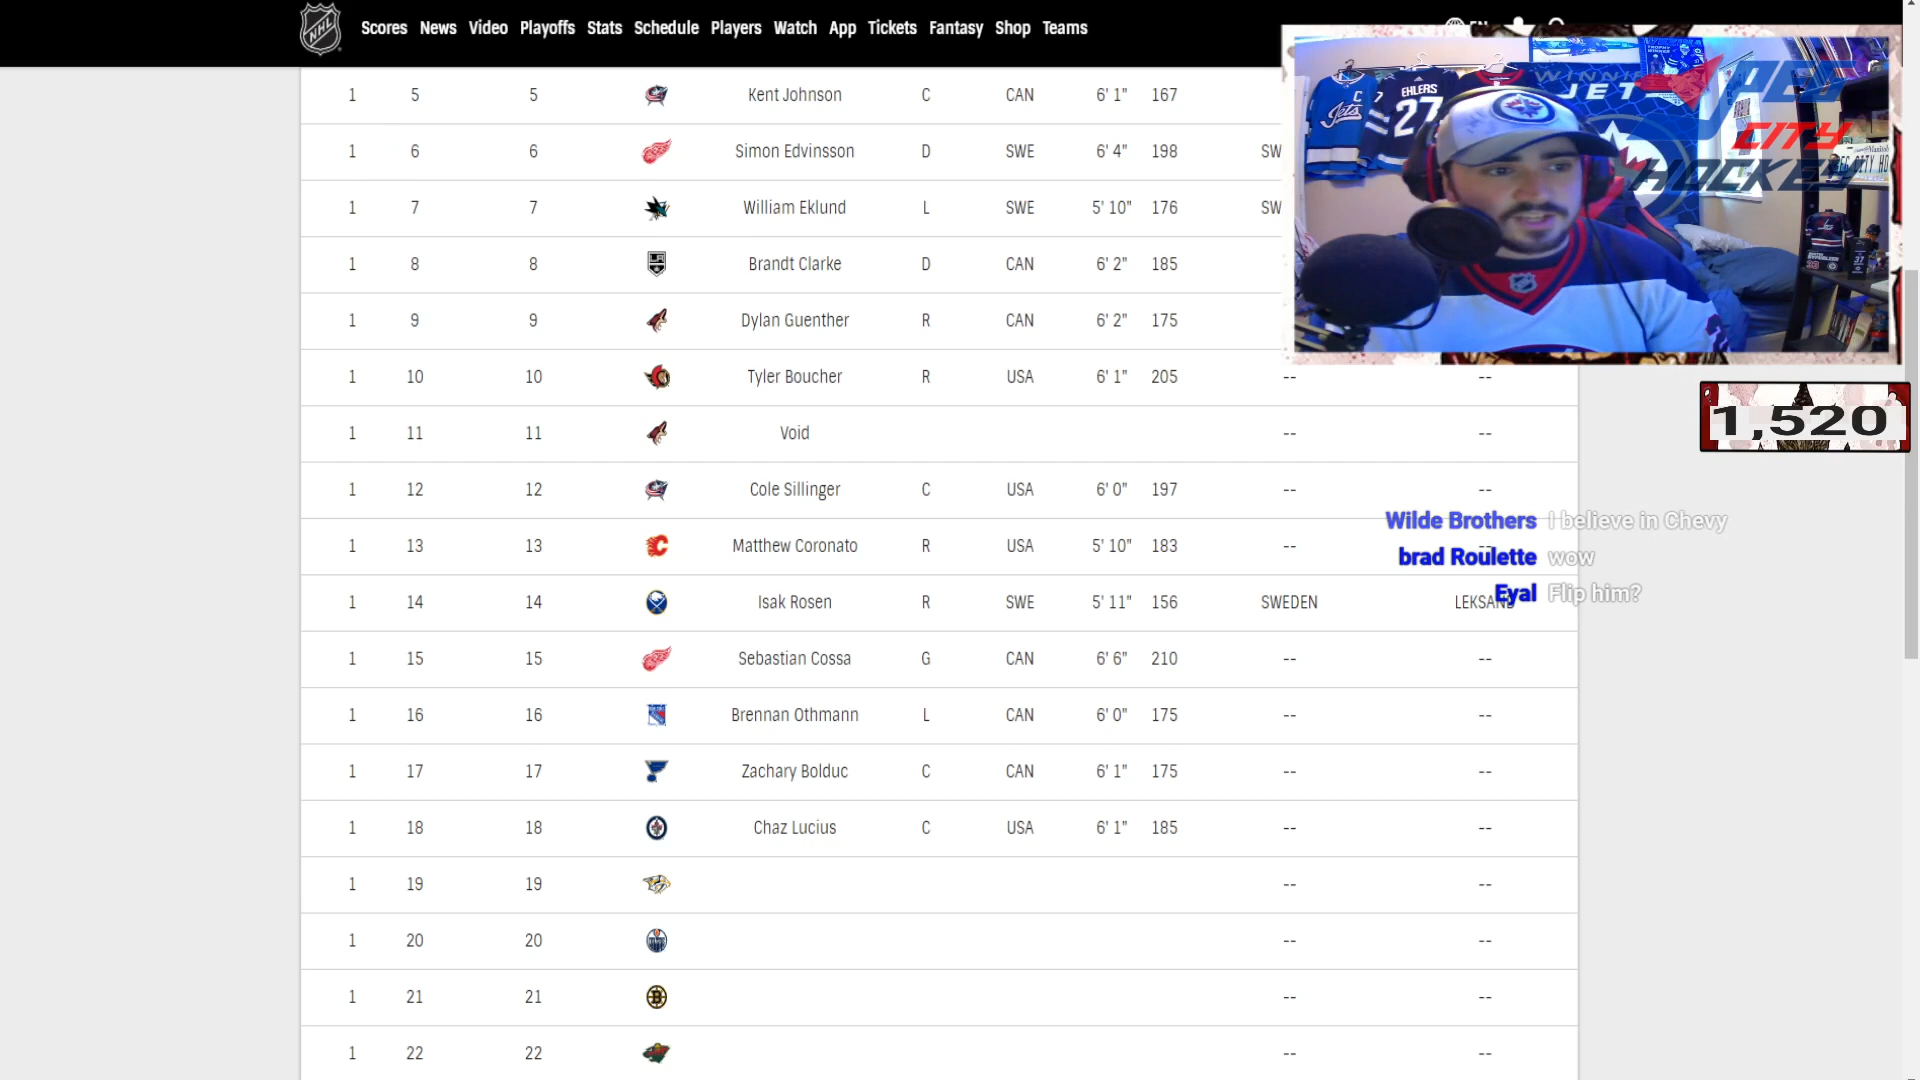 NHL Scores News Video Playoffs Stats Schedule Players Watch App Tickets Fantasy Shop Teams EN
1 5 5 Kent Johnson C CAN 6' 1" 167
1 6 6 Simon Edvinsson D SWE 6' 4" 198 SW
1 7 7 William Eklund L SWE 5' 10" 176 SW
1 8 8 Brandt Clarke D CAN 6' 2" 185
1 9 9 Dylan Guenther R CAN 6' 2" 175
1 10 10 Tyler Boucher R USA 6' 1" 205 -- --
1 11 11 Void -- --
1 12 12 Cole Sillinger C USA 6' 0" 197 -- --
1 13 13 Matthew Coronato R USA 5' 10" 183 -- --
1 14 14 Isak Rosen R SWE 5' 11" 156 SWEDEN LEKSAND
1 15 15 Sebastian Cossa G CAN 6' 6" 210 -- --
1 16 16 Brennan Othmann L CAN 6' 0" 175 -- --
1 17 17 Zachary Bolduc C CAN 6' 1" 175 -- --
1 18 18 Chaz Lucius C USA 6' 1" 185 -- --
1 19 19 -- --
1 20 20 -- --
1 21 21 -- --
1 22 22 -- --
EHLERS
27
Jets
C
JET
PEG
CITY
HOCKEY
1,520
Wilde Brothers I believe in Chevy
brad Roulette wow
Eyal Flip him?